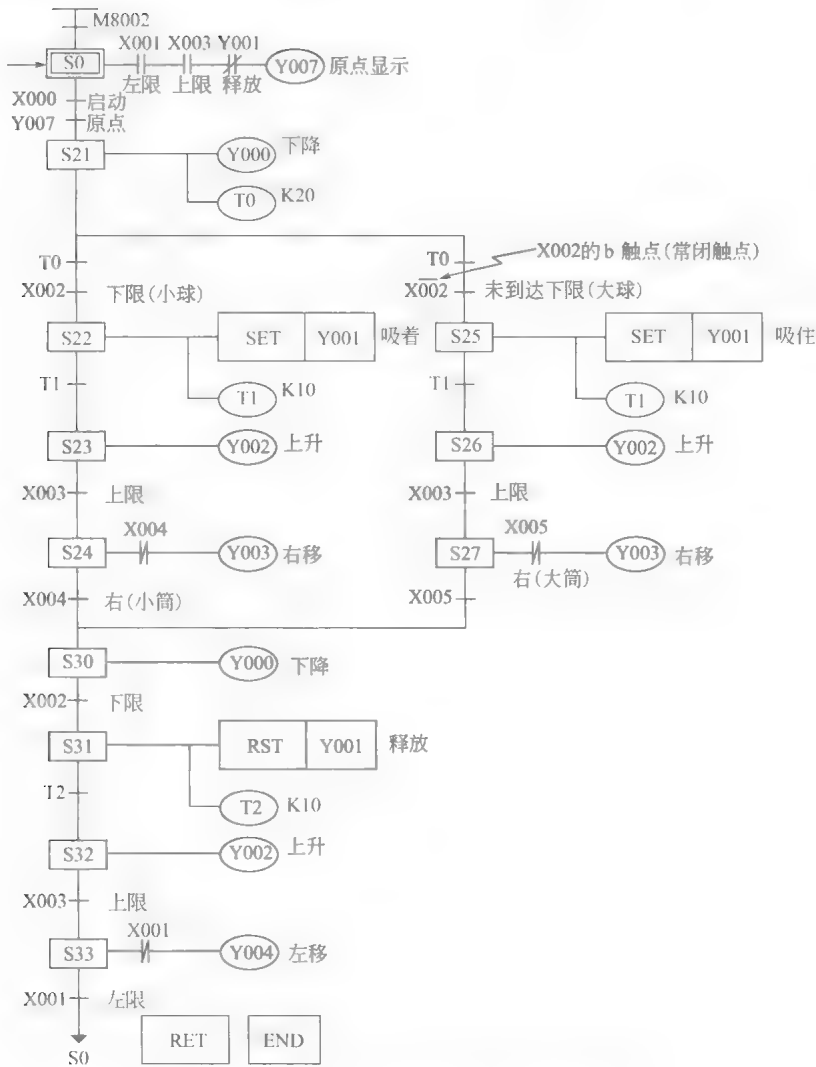 M8002
X001 X003 Y001
S0 Y007 原点显示
左限 上限 释放
X000 启动
Y007 原点
S21 Y000 下降
T0 K20
T0 T0 X002的 b 触点(常闭触点)
X002 下限(小球) X002 未到达下限(大球)
S22 SET Y001 吸着 S25 SET Y001 吸住
T1 T1 K10 T1 T1 K10
S23 Y002 上升 S26 Y002 上升
X003 上限 X003 上限
X004 X005
S24 Y003 右移 S27 Y003 右移
右(大筒)
X004 右(小筒) X005
S30 Y000 下降
X002 下限
S31 RST Y001 释放
T2 T2 K10
S32 Y002 上升
X003 上限
X001
S33 Y004 左移
X001 左限
RET END
S0